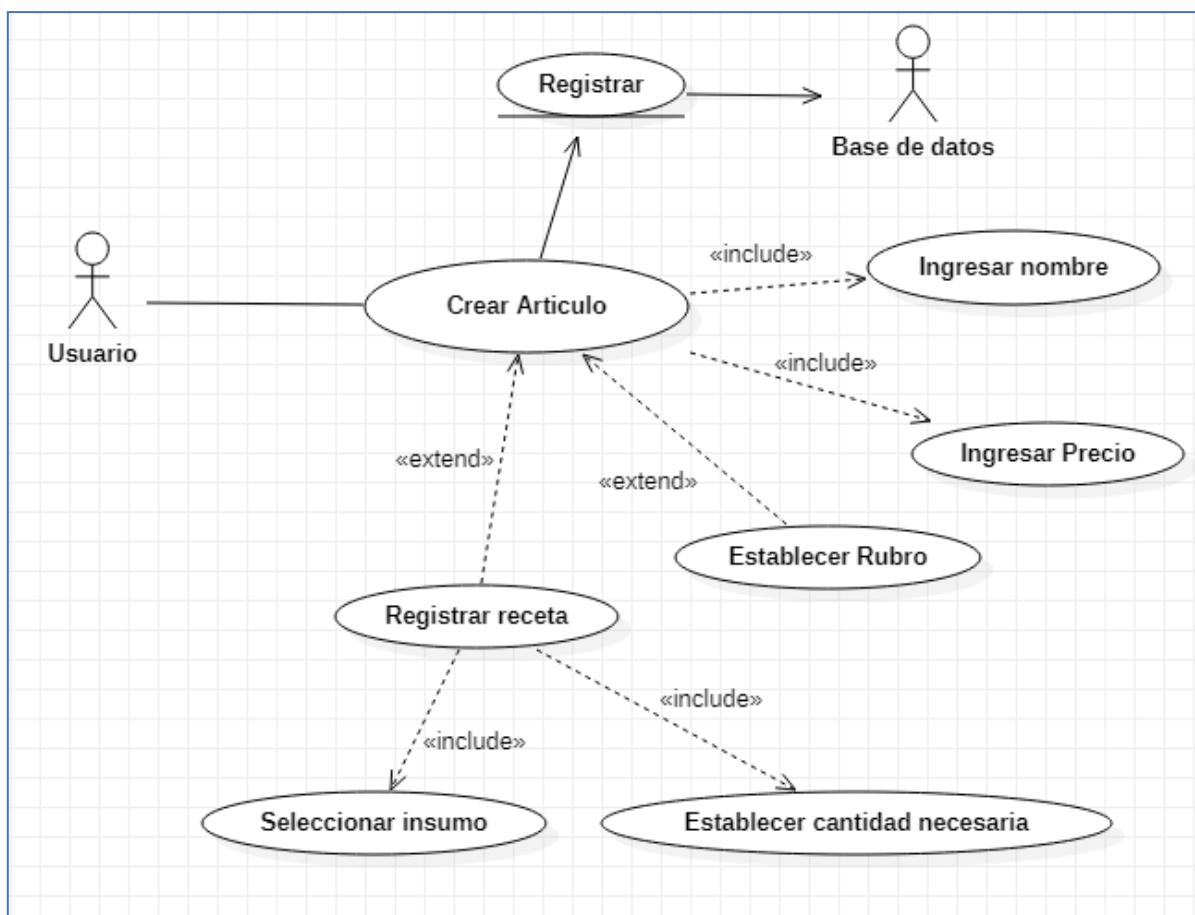 Registrar
Base de datos
Usuario
Crear Articulo
«include»
Ingresar nombre
«include»
Ingresar Precio
«extend»
«extend»
Establecer Rubro
Registrar receta
«include»
«include»
Seleccionar insumo
Establecer cantidad necesaria